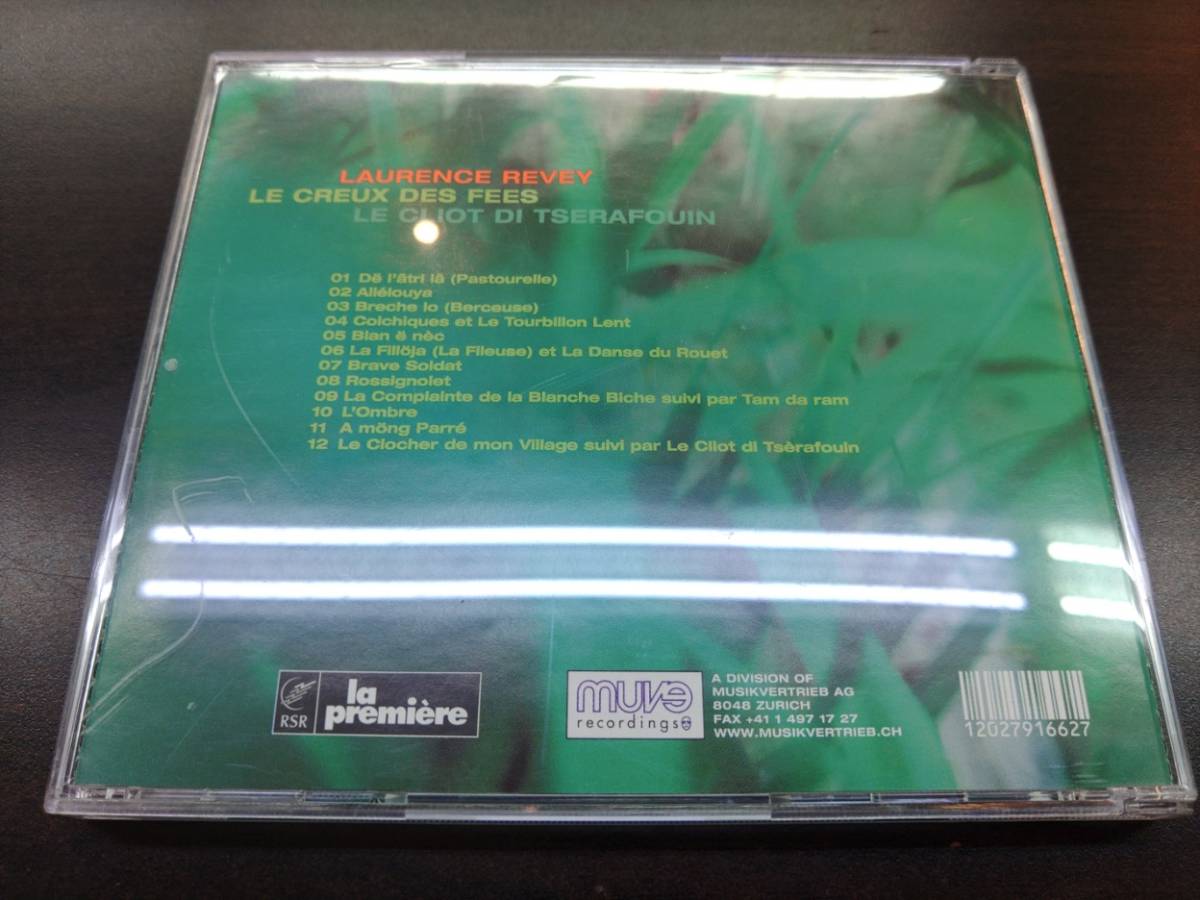 LAURENCE REVEY
LE CREUX DES FEES
LE CLIOT DI TSERAFOUIN
01 Dë l'âtri lâ (Pastourelle)
02 Allélouya
03 Breche lo (Berceuse)
04 Colchiques et Le Tourbillon Lent
05 Blan ë nèc
06 La Fillöja (La Fileuse) et La Danse du Rouet
07 Brave Soldat
08 Rossignolet
09 La Complainte de la Blanche Biche suivi par Tam da ram
10 L'Ombre
11 A möng Parré
12 Le Clocher de mon Village suivi par Le Cliot di Tsèrafouin
RSR
la
première
muve
recordings
A DIVISION OF
MUSIKVERTRIEB AG
8048 ZURICH
FAX +41 1 497 17 27
WWW.MUSIKVERTRIEB.CH
12027916627